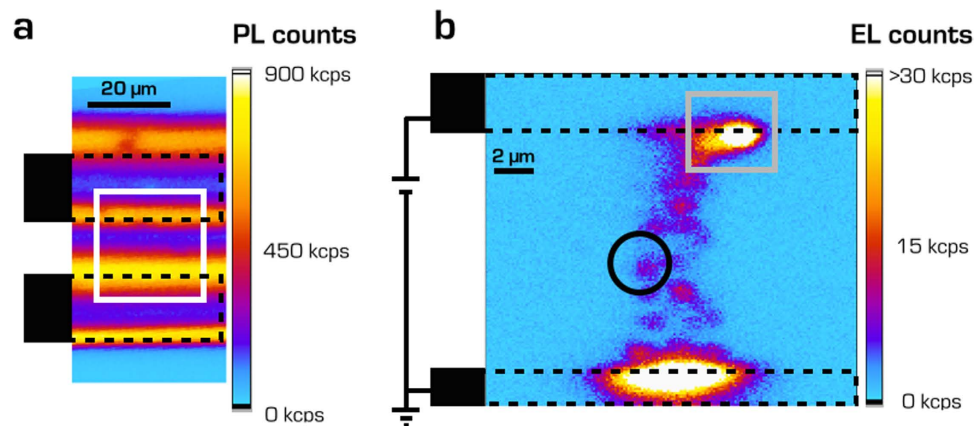 a
PL counts
20 µm
900 kcps
450 kcps
0 kcps
b
EL counts
2 µm
>30 kcps
15 kcps
0 kcps